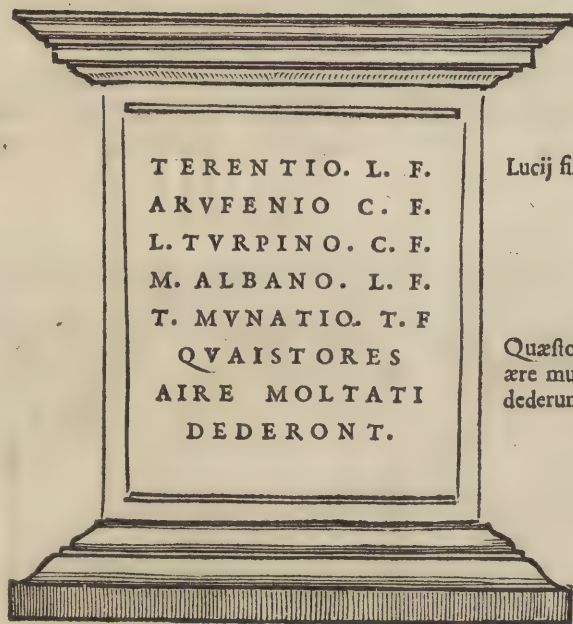 TERENTIO. L. F.
ARVFENIO C. F.
L. TVRPINO. C. F.
M. ALBANO. L. F.
T. MVNATIO. T. F
QVAISTORES
AIRE MOLTATI
DEDERONT.
Lucij fi
Quæſto
ære mu
dederun